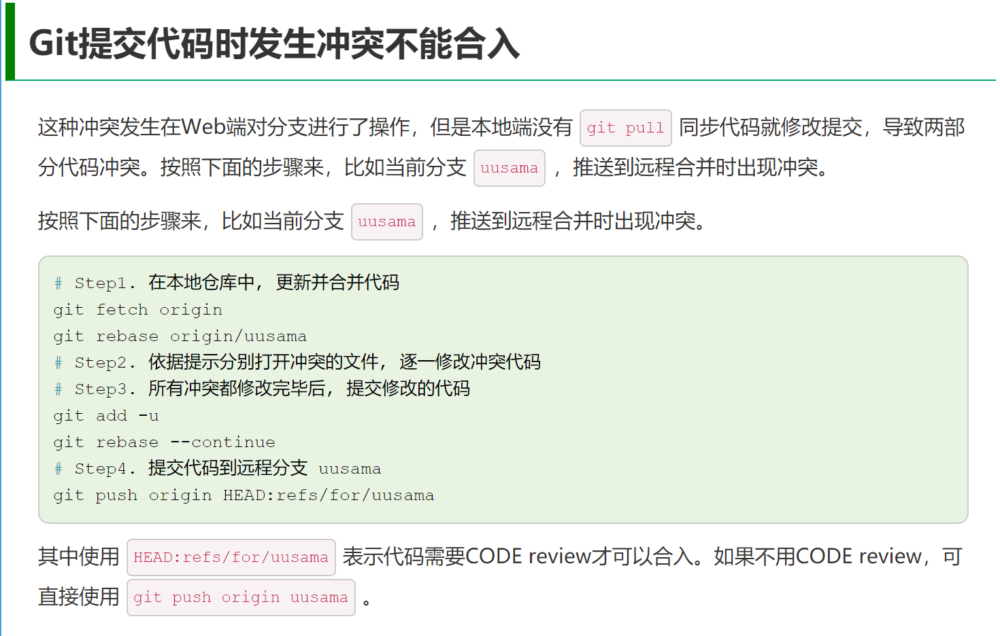 Git提交代码时发生冲突不能合入
这种冲突发生在Web端对分支进行了操作，但是本地端没有 git pull 同步代码就修改提交，导致两部
分代码冲突。按照下面的步骤来，比如当前分支 uusama ，推送到远程合并时出现冲突。
按照下面的步骤来，比如当前分支 uusama ，推送到远程合并时出现冲突。
# Step1. 在本地仓库中，更新并合并代码
git fetch origin
git rebase origin/uusama
# Step2. 依据提示分别打开冲突的文件，逐一修改冲突代码
# Step3. 所有冲突都修改完毕后，提交修改的代码
git add -u
git rebase --continue
# Step4. 提交代码到远程分支 uusama
git push origin HEAD:refs/for/uusama
其中使用 HEAD:refs/for/uusama 表示代码需要CODE review才可以合入。如果不用CODE review，可
直接使用 git push origin uusama 。